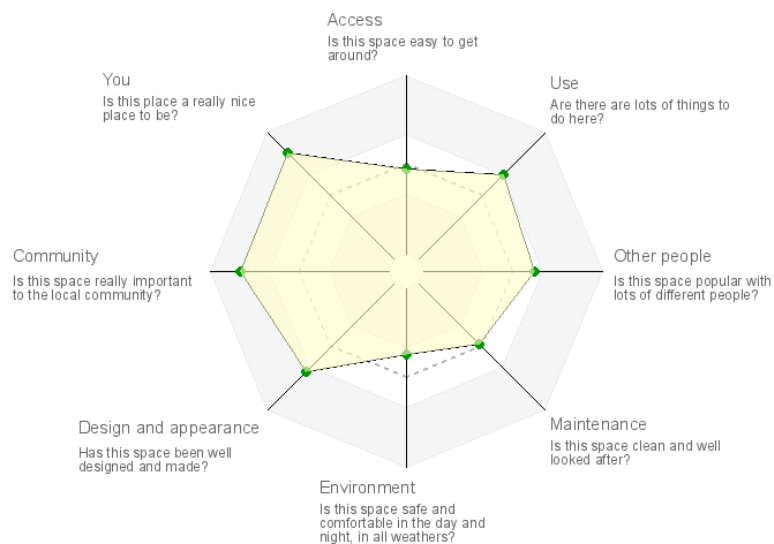 Access
Is this space easy to get
around?
You
Is this place a really nice
place to be?
Use
Are there are lots of things to
do here?
Community
Is this space really important
to the local community?
Other people
Is this space popular with
lots of different people?
Design and appearance
Has this space been well
designed and made?
Maintenance
Is this space clean and well
looked after?
Environment
Is this space safe and
comfortable in the day and
night, in all weathers?